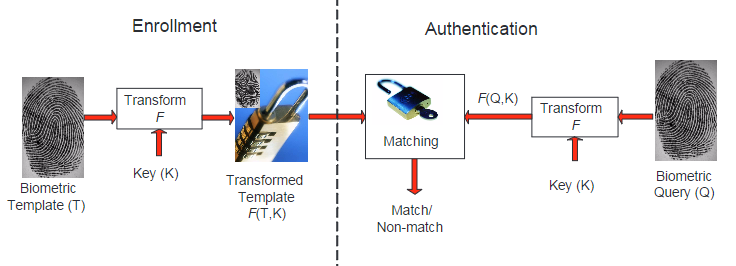 Enrollment
Biometric
Template (T)
Transform
F
Key (K)
Transformed
Template
F(T,K)
Authentication
Matching
Match/
Non-match
F(Q,K)
Transform
F
Key (K)
Biometric
Query (Q)